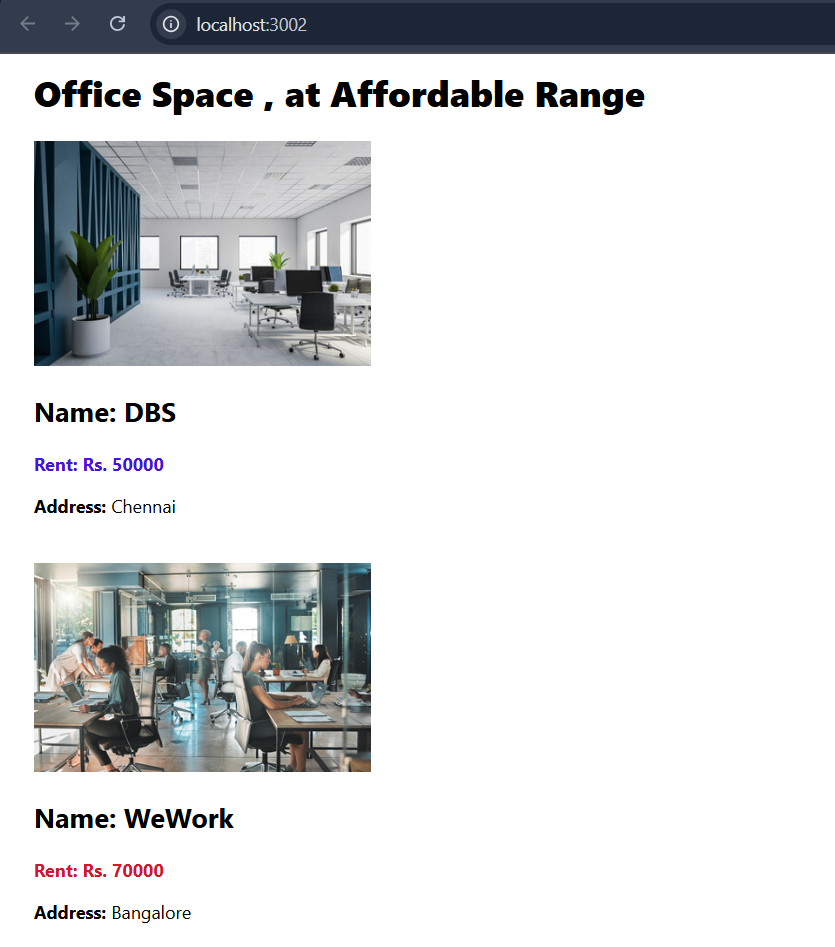 localhost:3002
Office Space , at Affordable Range
Name: DBS
Rent: Rs. 50000
Address: Chennai
Name: WeWork
Rent: Rs. 70000
Address: Bangalore